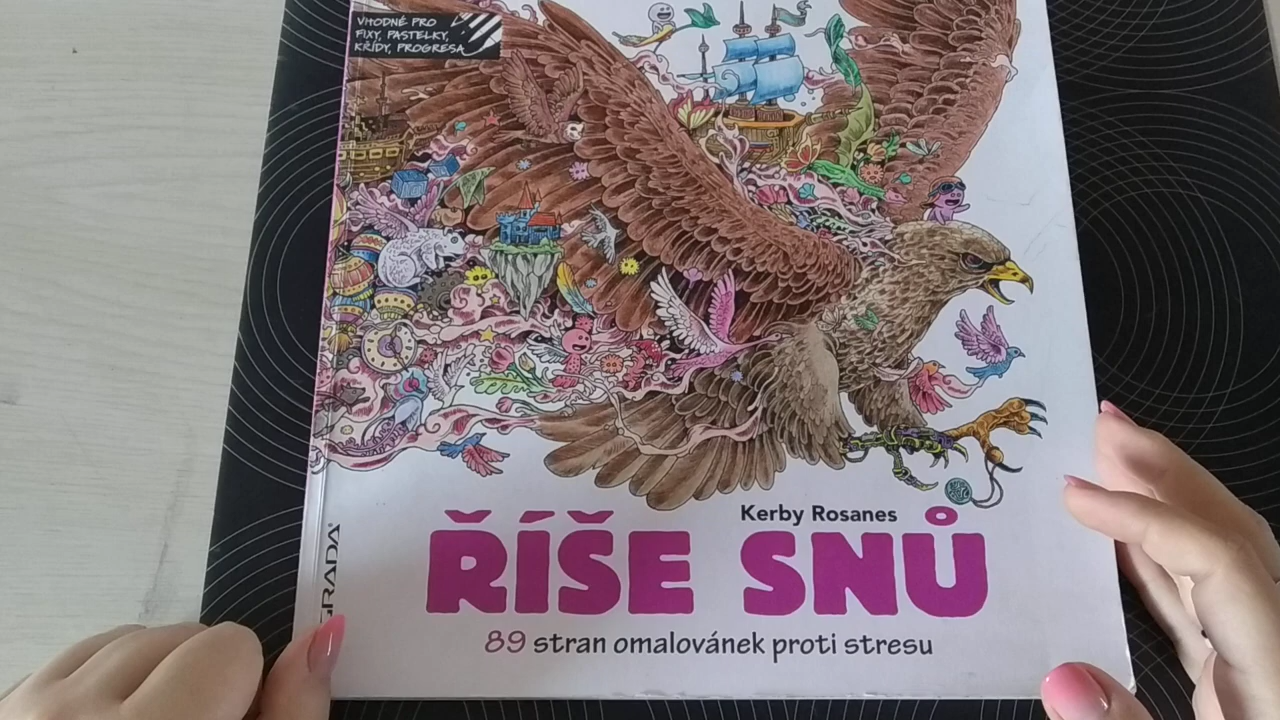 VHODNÉ PRO
FIXY, PASTELKY,
KŘÍDY, PROGRESA
Kerby Rosanes
ŘÍŠE SNŮ
89 stran omalovánek proti stresu
GRADA®